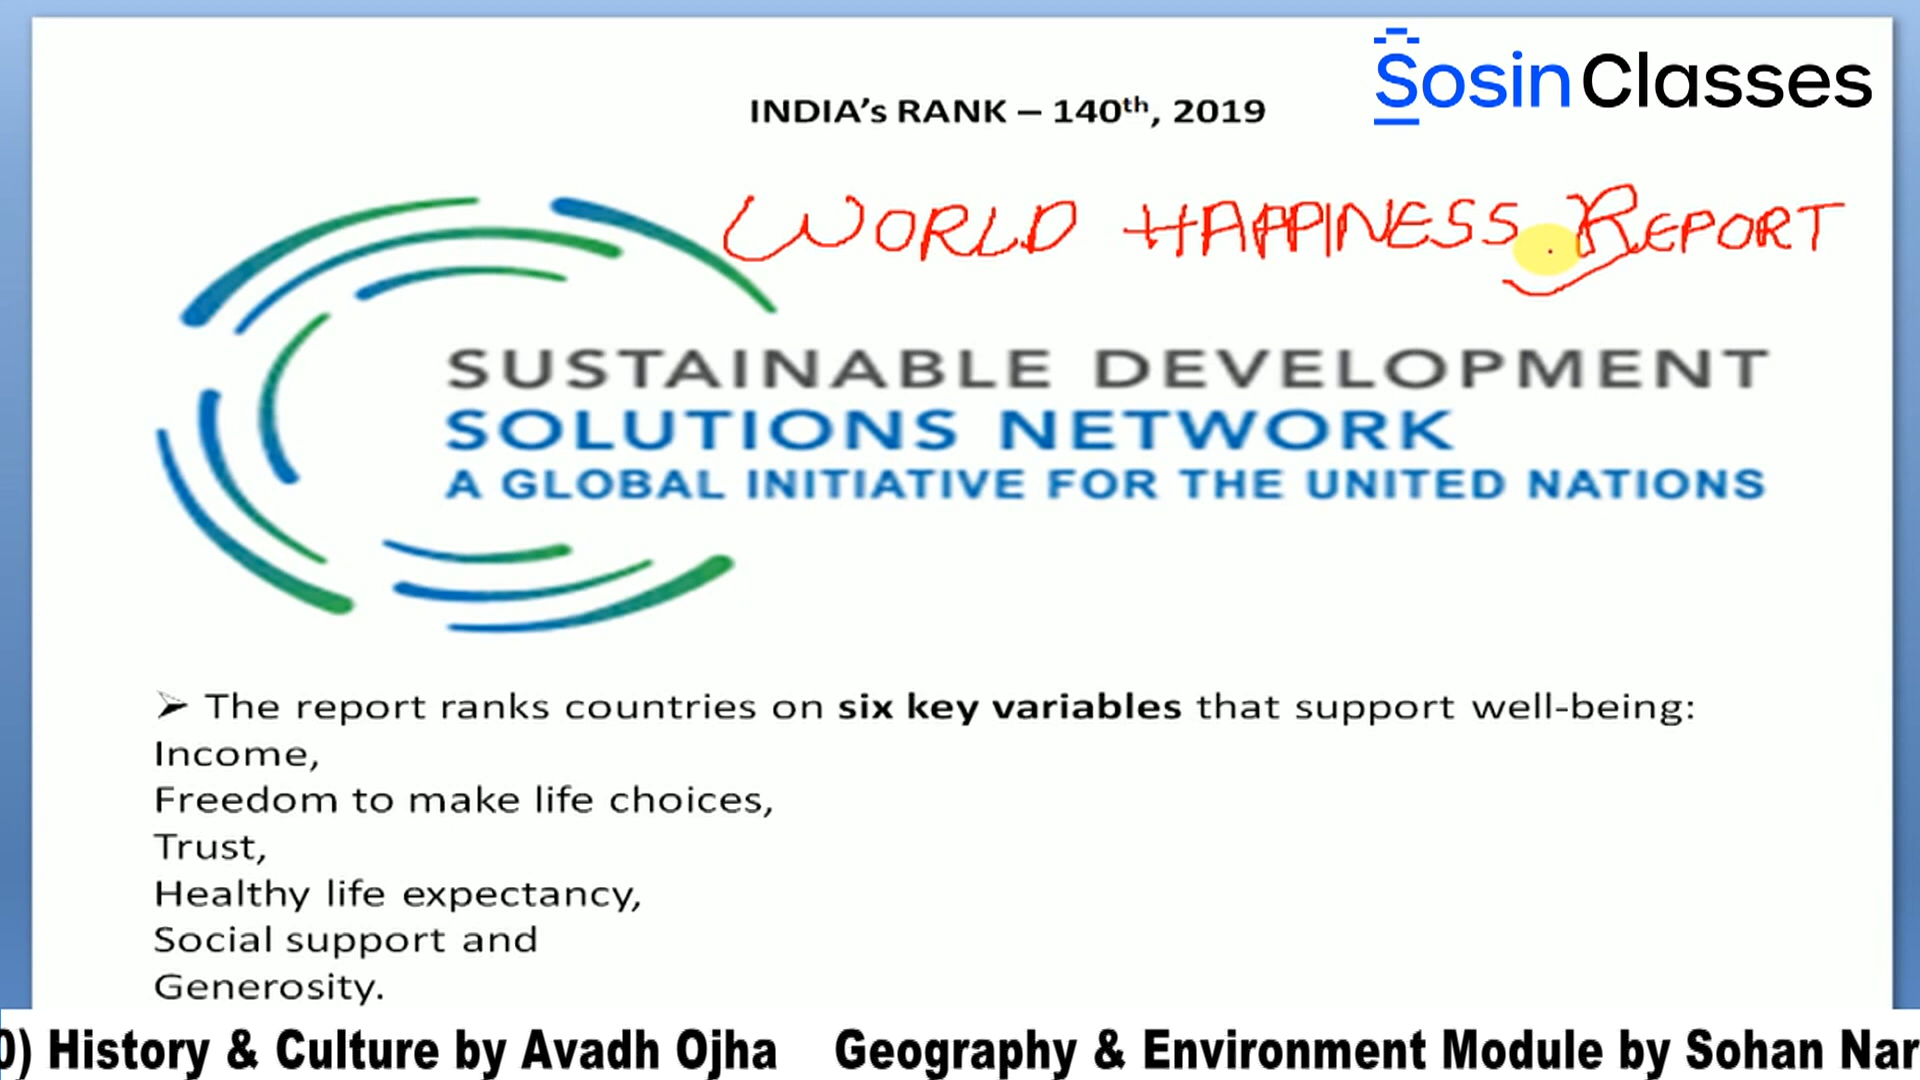 Sosin Classes
INDIA's RANK – 140th, 2019
WORLD HAPPINESS REPORT
SUSTAINABLE DEVELOPMENT
SOLUTIONS NETWORK
A GLOBAL INITIATIVE FOR THE UNITED NATIONS
➢ The report ranks countries on six key variables that support well-being:
Income,
Freedom to make life choices,
Trust,
Healthy life expectancy,
Social support and
Generosity.
0) History & Culture by Avadh Ojha Geography & Environment Module by Sohan Nar